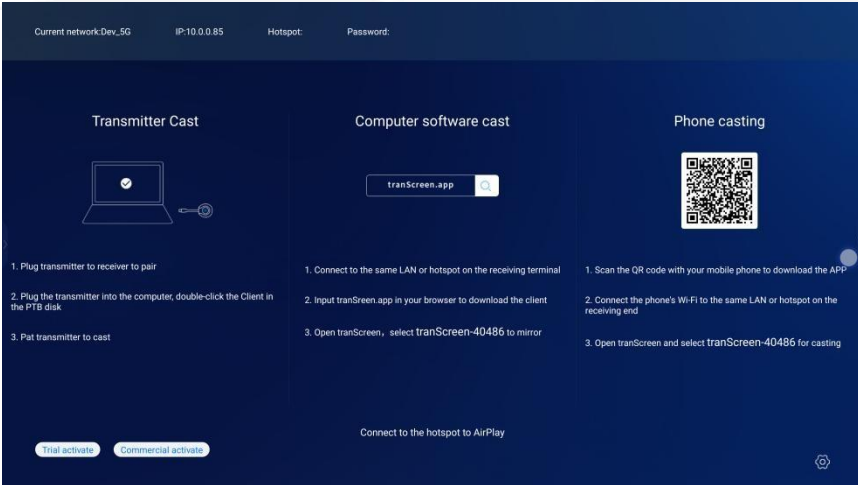 Current network:Dev_5G IP:10.0.0.85 Hotspot: Password:
Transmitter Cast
1. Plug transmitter to receiver to pair
2. Plug the transmitter into the computer, double-click the Client in
the PTB disk
3. Pat transmitter to cast
Computer software cast
tranScreen.app
1. Connect to the same LAN or hotspot on the receiving terminal
2. Input tranSreen.app in your browser to download the client
3. Open tranScreen，select tranScreen-40486 to mirror
Phone casting
1. Scan the QR code with your mobile phone to download the APP
2. Connect the phone's Wi-Fi to the same LAN or hotspot on the
receiving end
3. Open tranScreen and select tranScreen-40486 for casting
Connect to the hotspot to AirPlay
Trial activate
Commercial activate